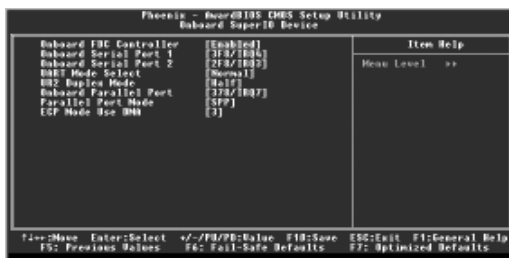 Phoenix - AwardBIOS CMOS Setup Utility
Onboard SuperIO Device
Onboard FDC Controller [Enabled]
Onboard Serial Port 1 [3F8/IRQ4]
Onboard Serial Port 2 [2F8/IRQ3]
UART Mode Select [Normal]
UR2 Duplex Mode [Half]
Onboard Parallel Port [378/IRQ7]
Parallel Port Mode [SPP]
ECP Mode Use DMA [3]
Item Help
Menu Level >>
↑↓↔:Move Enter:Select +/-/PU/PD:Value F10:Save ESC:Exit F1:General Help
F5: Previous Values F6: Fail-Safe Defaults F7: Optimized Defaults